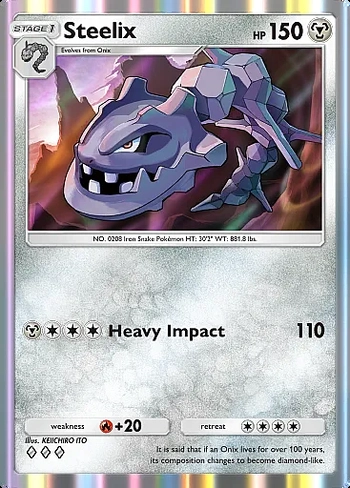 STAGE 1
Steelix
HP 150
Evolves from Onix
NO. 0208 Iron Snake Pokémon HT: 30'2" WT: 881.8 lbs.
Heavy Impact 110
weakness +20 retreat
Illus. KEIICHIRO ITO
It is said that if an Onix lives for over 100 years,
its composition changes to become diamond-like.